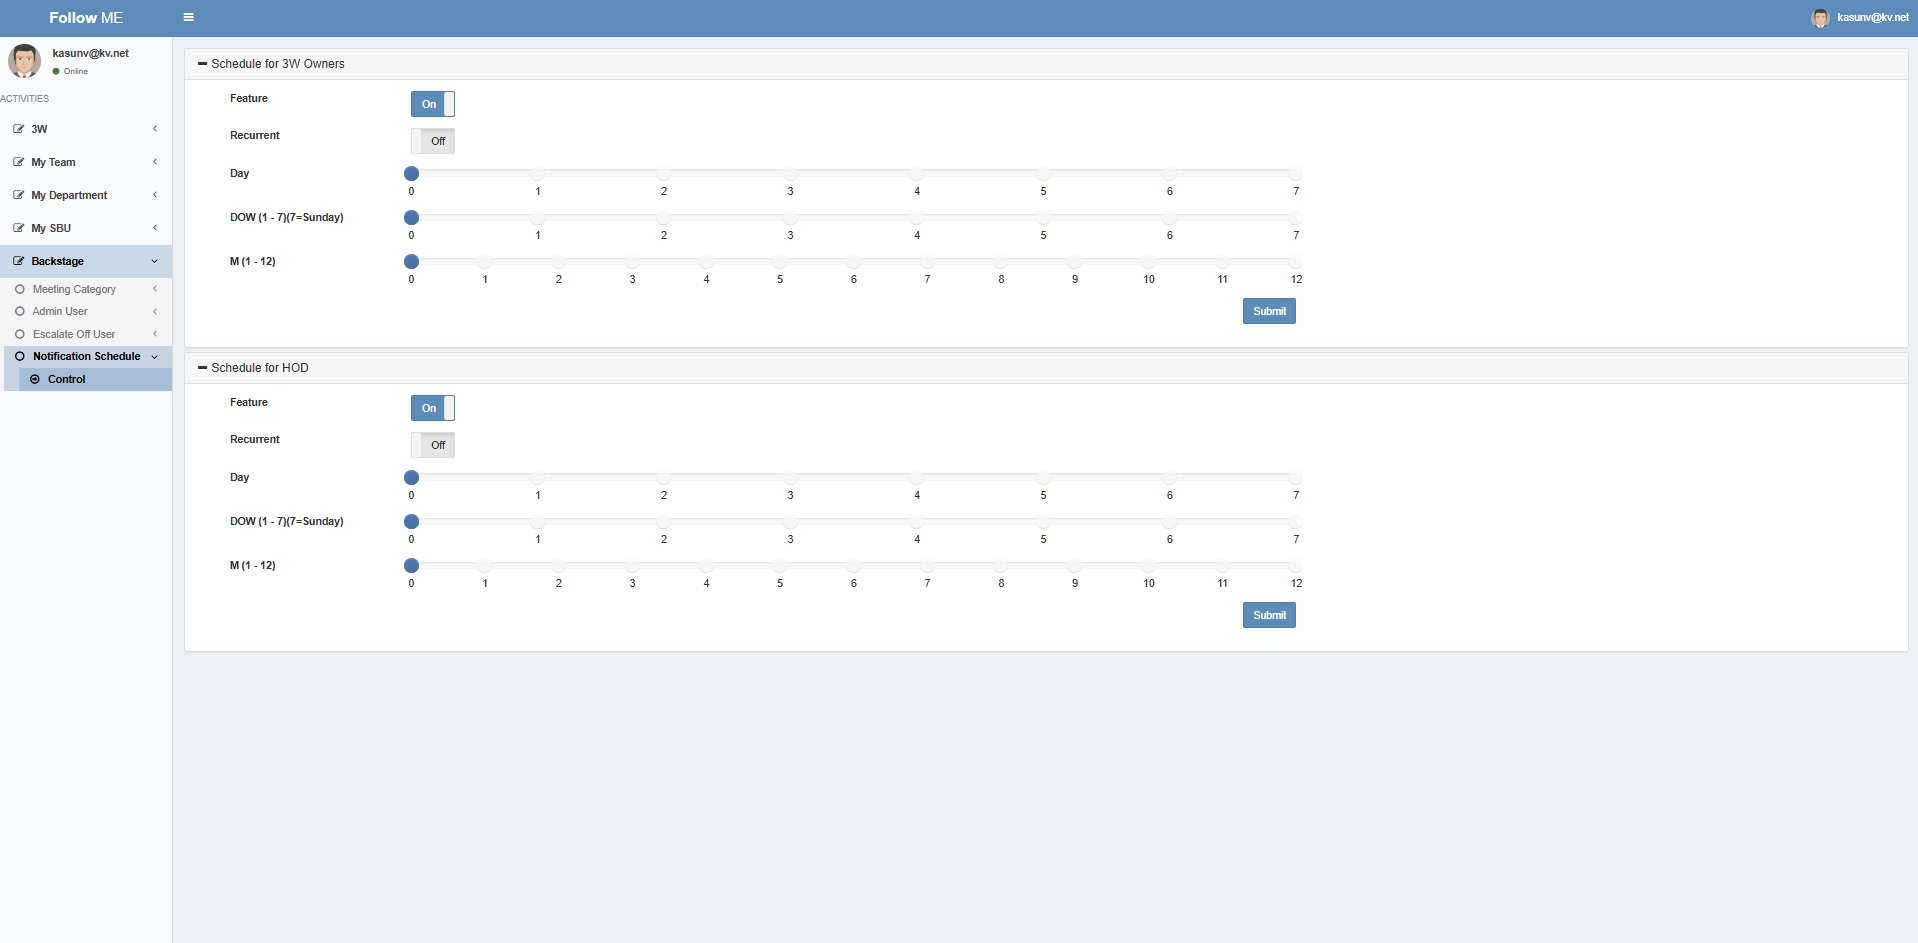 Follow ME
kasunv@kv.net
kasunv@kv.net
Online
ACTIVITIES
3W
My Team
My Department
My SBU
Backstage
Meeting Category
Admin User
Escalate Off User
Notification Schedule
Control
Schedule for 3W Owners
Feature On
Recurrent Off
Day
0 1 2 3 4 5 6 7
DOW (1 - 7)(7=Sunday)
0 1 2 3 4 5 6 7
M (1 - 12)
0 1 2 3 4 5 6 7 8 9 10 11 12
Submit
Schedule for HOD
Feature On
Recurrent Off
Day
0 1 2 3 4 5 6 7
DOW (1 - 7)(7=Sunday)
0 1 2 3 4 5 6 7
M (1 - 12)
0 1 2 3 4 5 6 7 8 9 10 11 12
Submit